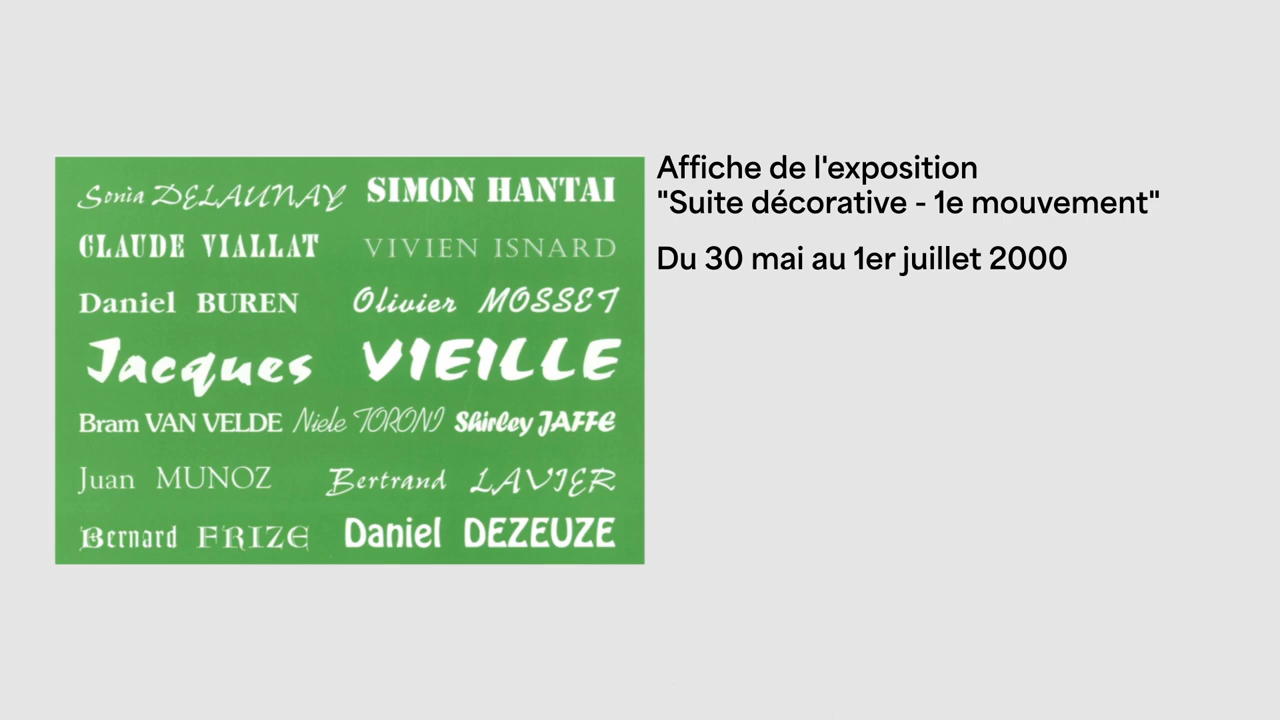 Sonia DELAUNAY SIMON HANTAI
CLAUDE VIALLAT VIVIEN ISNARD
Daniel BUREN Olivier MOSSET
Jacques VIEILLE
Bram VAN VELDE Niele TORONI Shirley JAFFE
Juan MUNOZ Bertrand LAVIER
Bernard FRIZE Daniel DEZEUZE
Affiche de l'exposition
"Suite décorative - 1e mouvement"
Du 30 mai au 1er juillet 2000